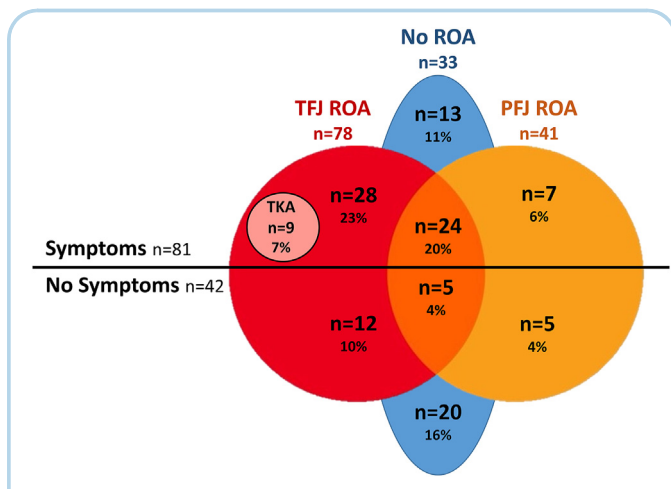 No ROA
n=33
n=13
11%
TFJ ROA
n=78
PFJ ROA
n=41
n=28
23%
TKA
n=9
7%
n=24
20%
n=7
6%
Symptoms n=81
No Symptoms n=42
n=5
4%
n=12
10%
n=5
4%
n=20
16%